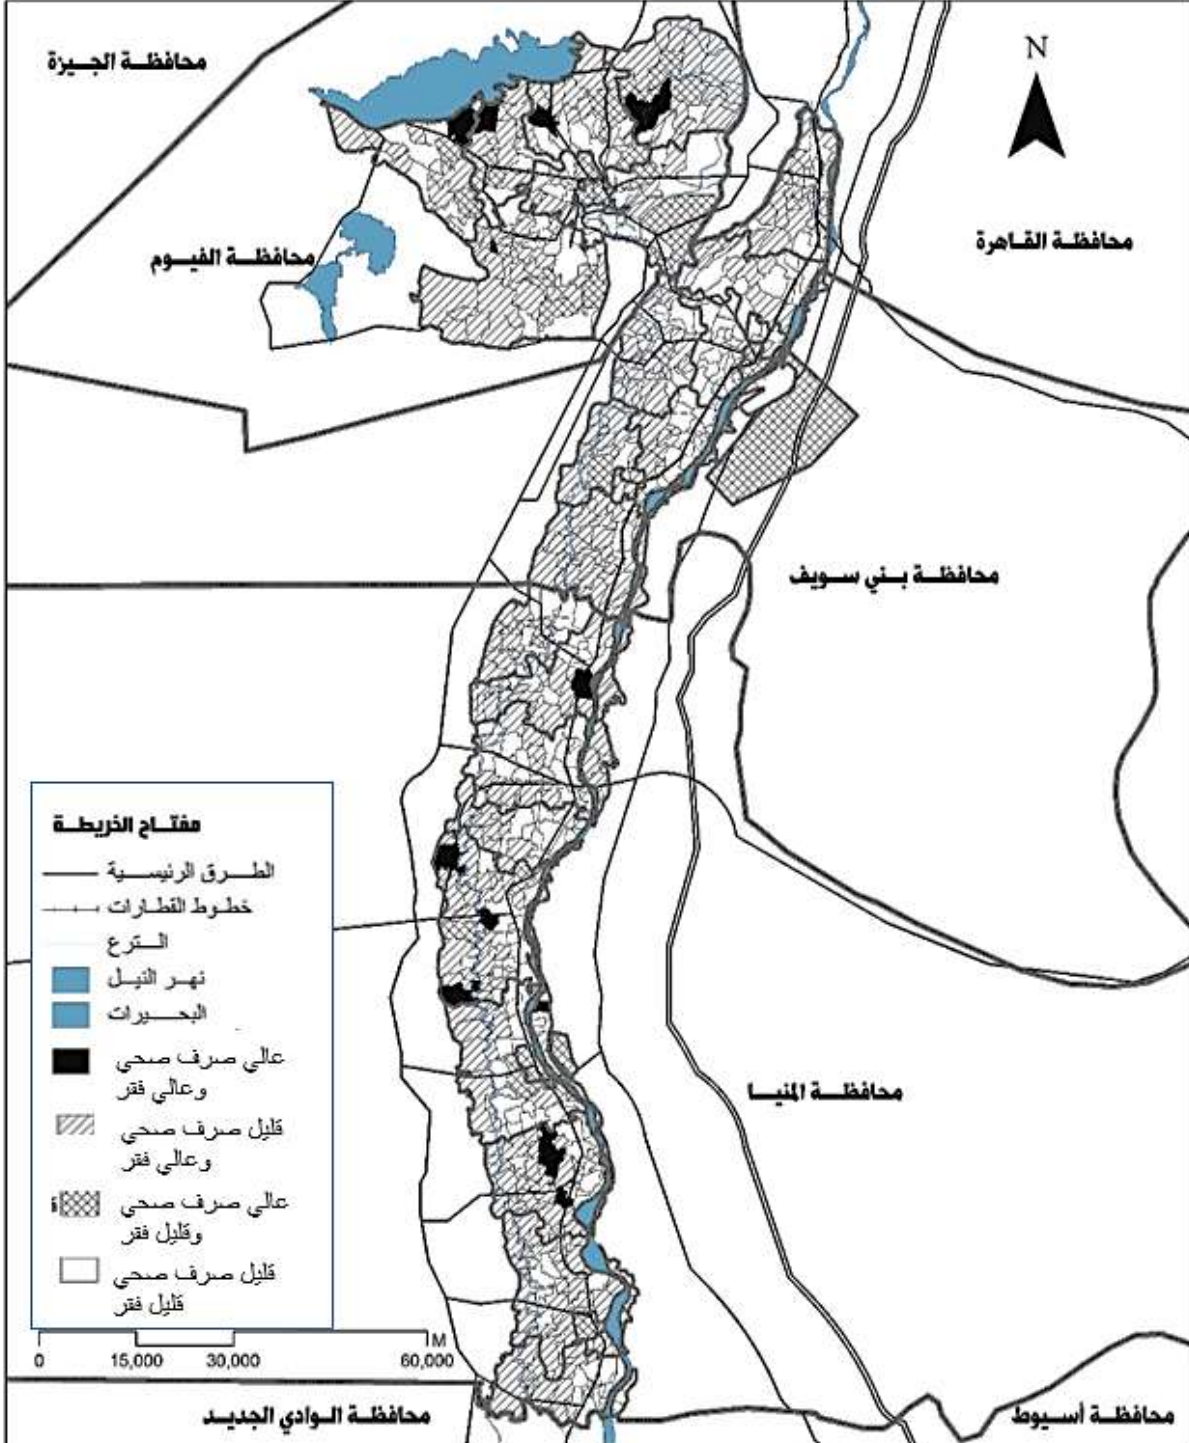 محافظة الجيزة
N
محافظة القاهرة
محافظة الفيوم
محافظة بني سويف
مفتاح الخريطة
الطرق الرئيسية
خطوط القطارات
الترع
نهر النيل
البحيرات
عالي صرف صحي
وعالي فقر
قليل صرف صحي
وعالي فقر
عالي صرف صحي
وقليل فقر
قليل صرف صحي
قليل فقر
محافظة المنيا
M
0 15,000 30,000 60,000
محافظة الوادي الجديد
محافظة أسيوط